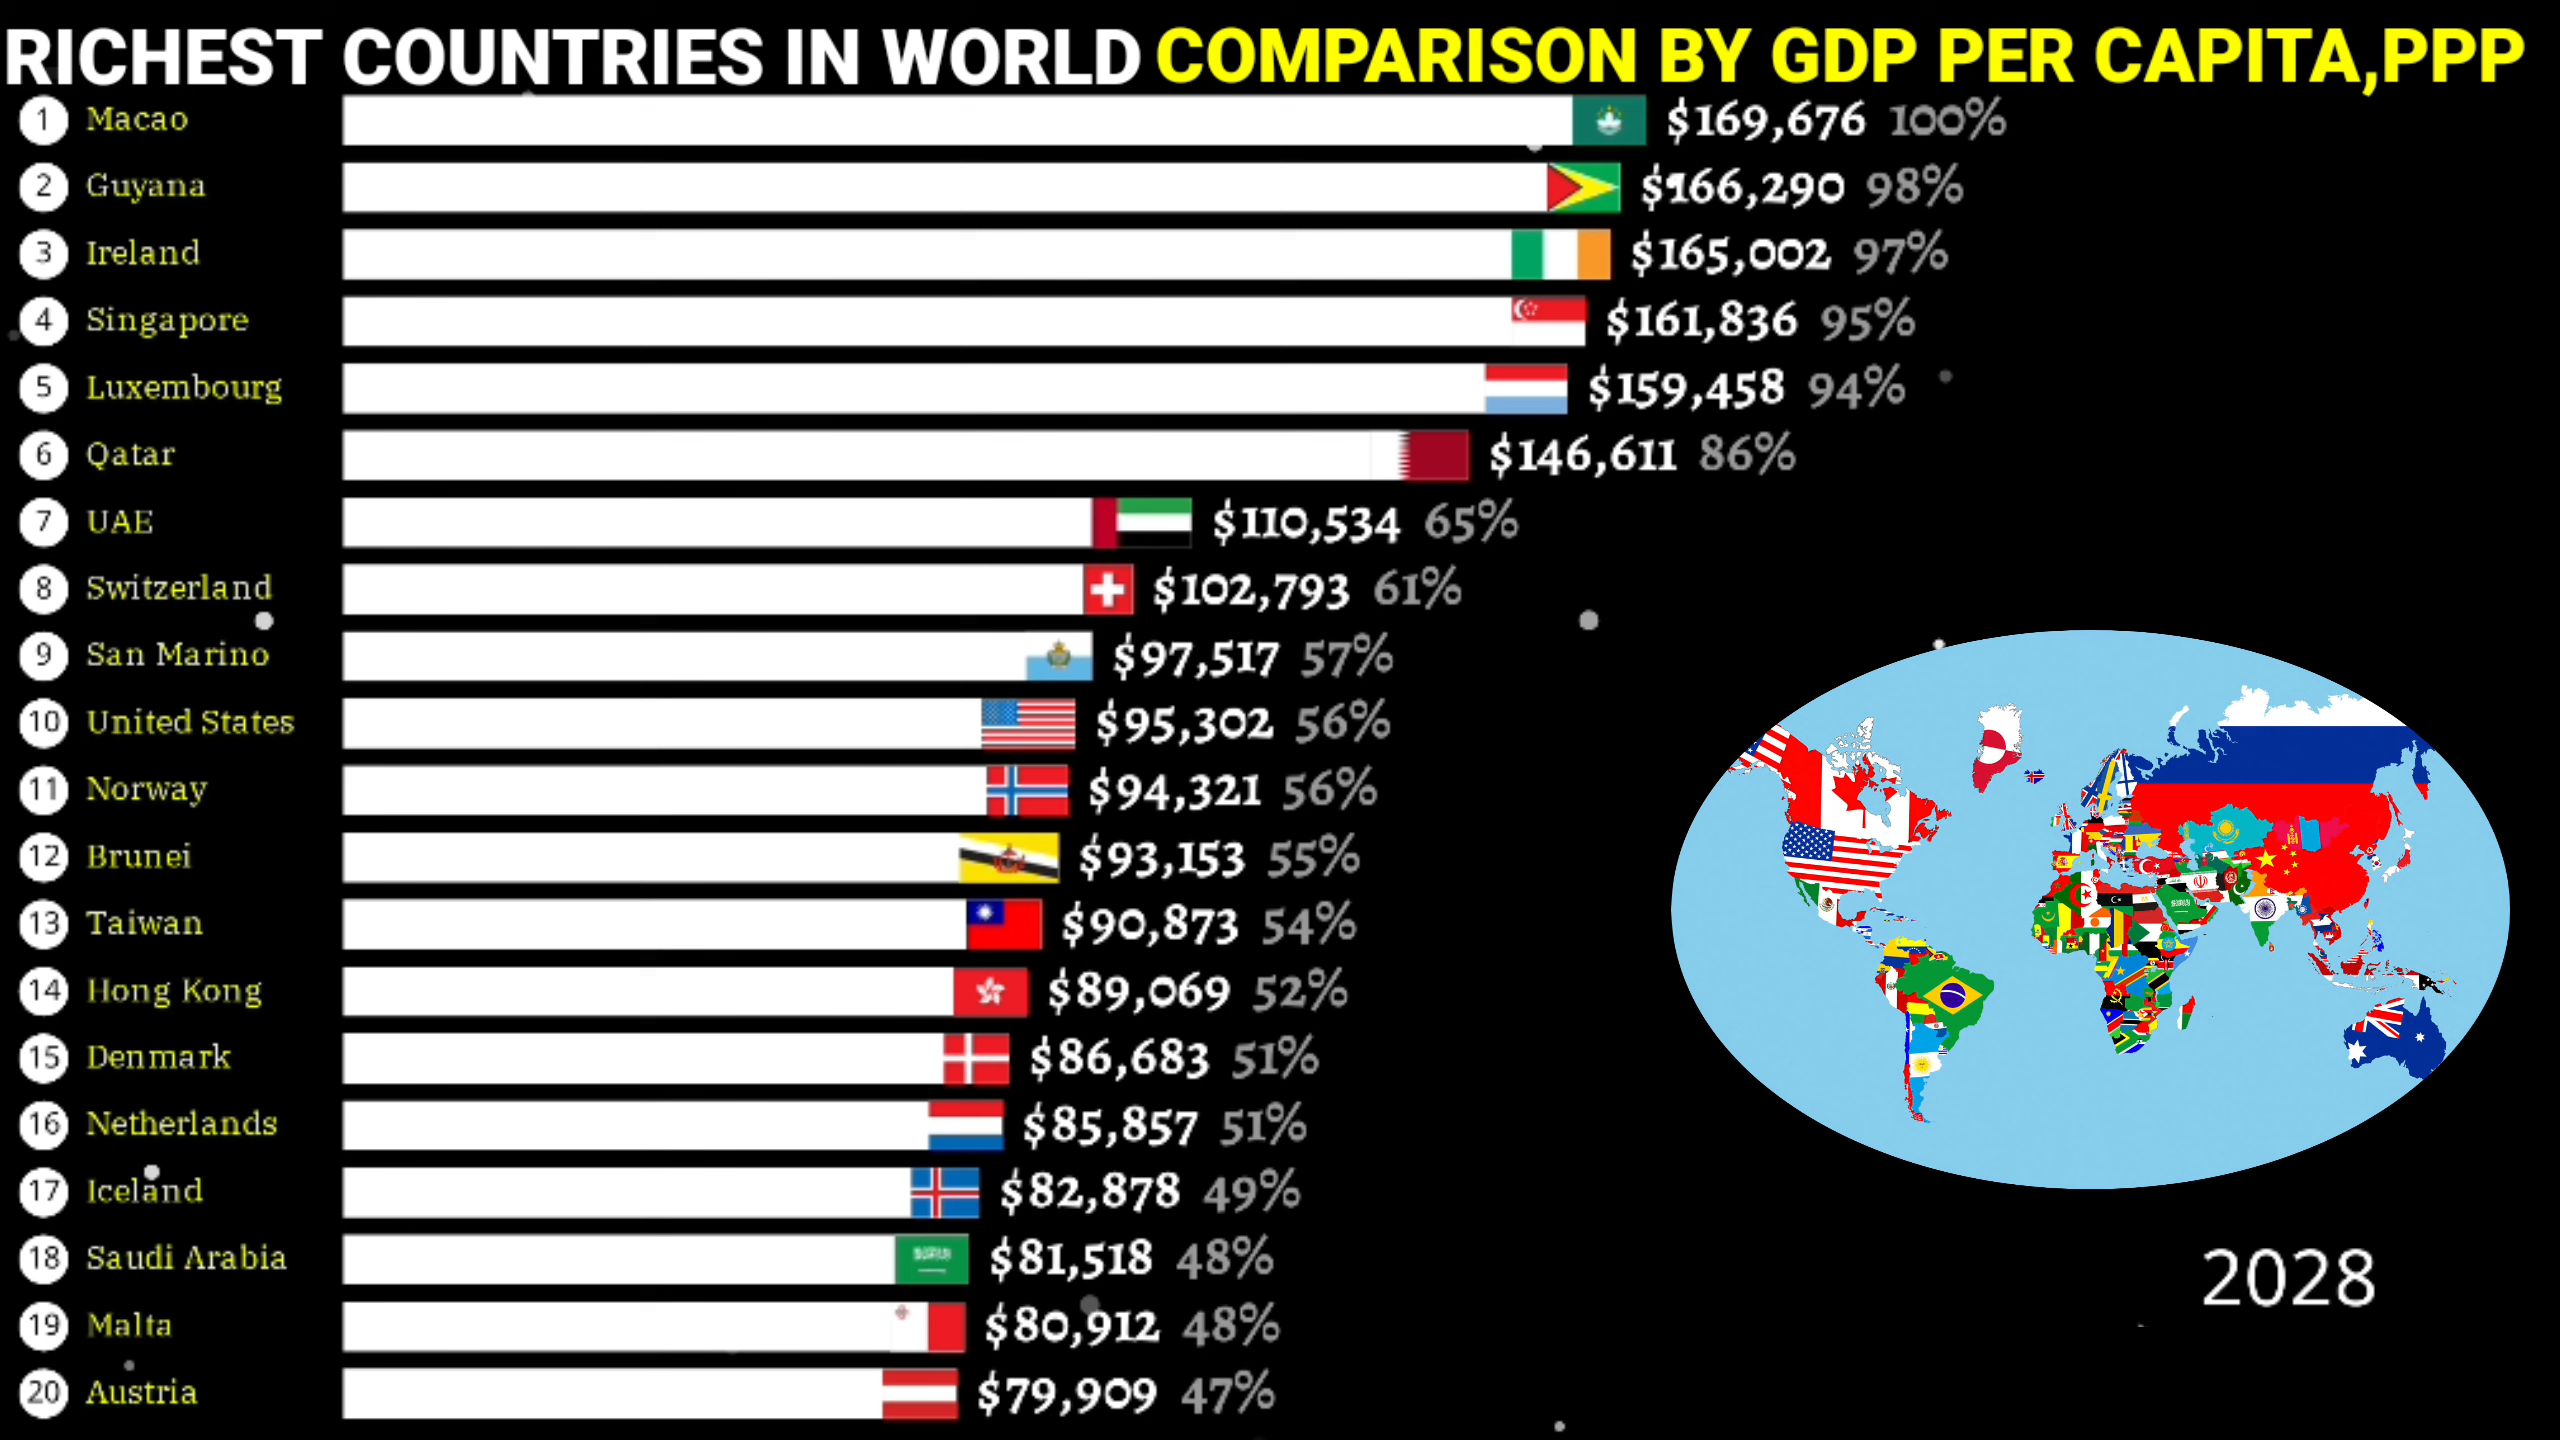 RICHEST COUNTRIES IN WORLD COMPARISON BY GDP PER CAPITA,PPP
1 Macao $169,676 100%
2 Guyana $166,290 98%
3 Ireland $165,002 97%
4 Singapore $161,836 95%
5 Luxembourg $159,458 94%
6 Qatar $146,611 86%
7 UAE $110,534 65%
8 Switzerland $102,793 61%
9 San Marino $97,517 57%
10 United States $95,302 56%
11 Norway $94,321 56%
12 Brunei $93,153 55%
13 Taiwan $90,873 54%
14 Hong Kong $89,069 52%
15 Denmark $86,683 51%
16 Netherlands $85,857 51%
17 Iceland $82,878 49%
18 Saudi Arabia $81,518 48%
19 Malta $80,912 48%
20 Austria $79,909 47%
2028